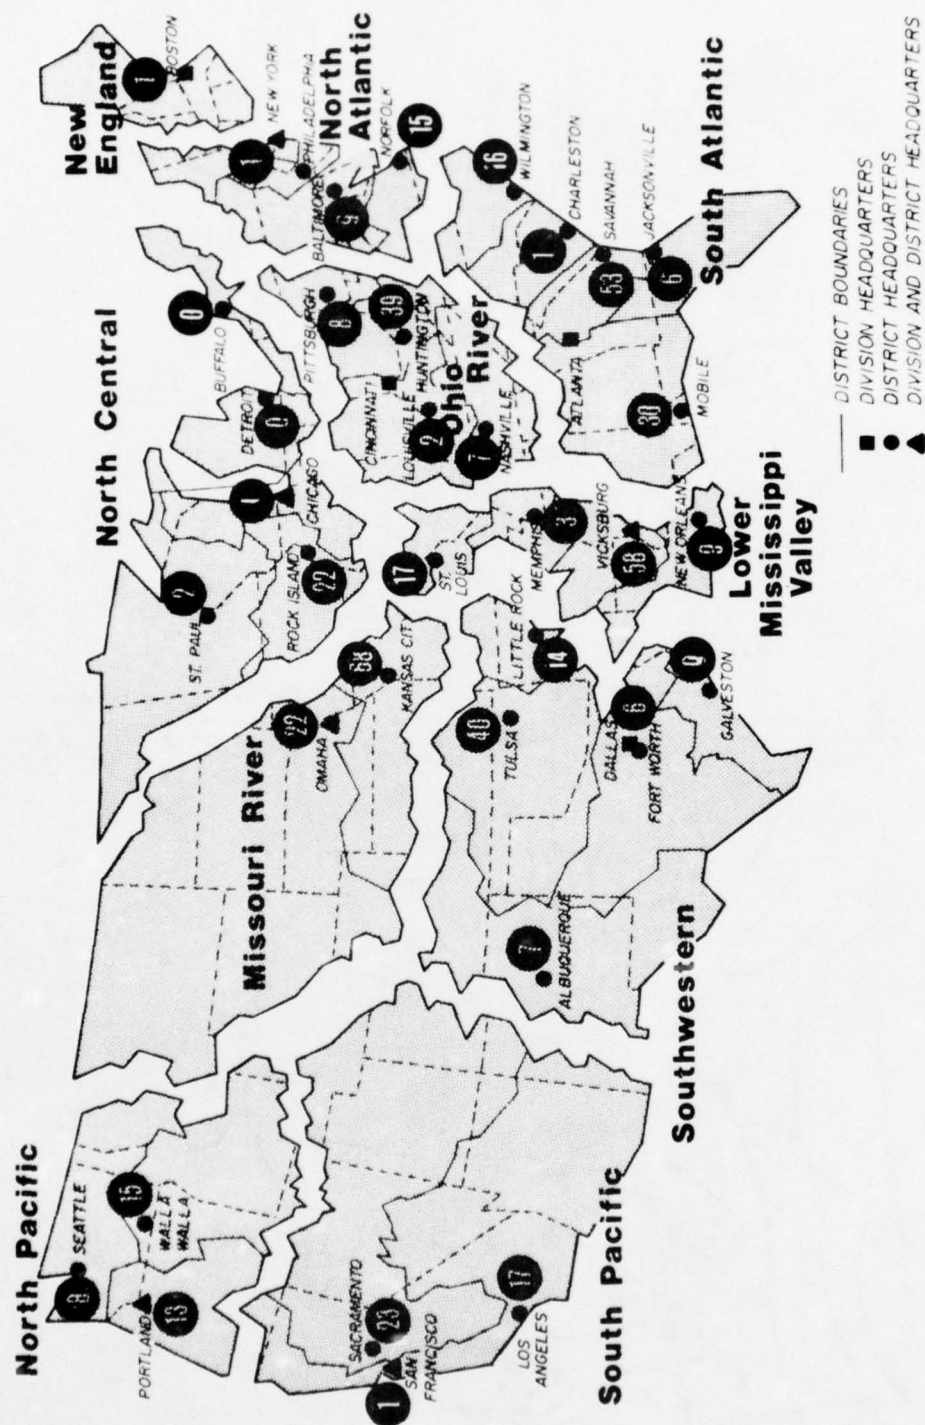 North Pacific
SEATTLE
8
15
WALLA
WALLA
PORTLAND
13
South Pacific
SACRAMENTO
23
SAN
FRANCISCO
1
LOS
ANGELES
17
Missouri River
22
OMAHA
68
KANSAS CITY
Southwestern
7
ALBUQUERQUE
40
TULSA
LITTLE ROCK
14
DALLAS
6
FORT WORTH
9
GALVESTON
North Central
2
ST. PAUL
ROCK ISLAND
22
CHICAGO
DETROIT
0
BUFFALO
0
Lower
Mississippi
Valley
17
ST.
LOUIS
MEMPHIS
3
VICKSBURG
58
NEW ORLEANS
Ohio
River
PITTSBURGH
8
39
HUNTINGTON
CINCINNATI
LOUISVILLE
2
7
NASHVILLE
New
England
1
BOSTON
North
Atlantic
1
NEW YORK
PHILADELPHIA
BALTIMORE
9
NORFOLK
15
South Atlantic
16
WILMINGTON
1
CHARLESTON
53
SAVANNAH
6
JACKSONVILLE
ATLANTA
30
MOBILE
DISTRICT BOUNDARIES
DIVISION HEADQUARTERS
DISTRICT HEADQUARTERS
DIVISION AND DISTRICT HEADQUARTERS